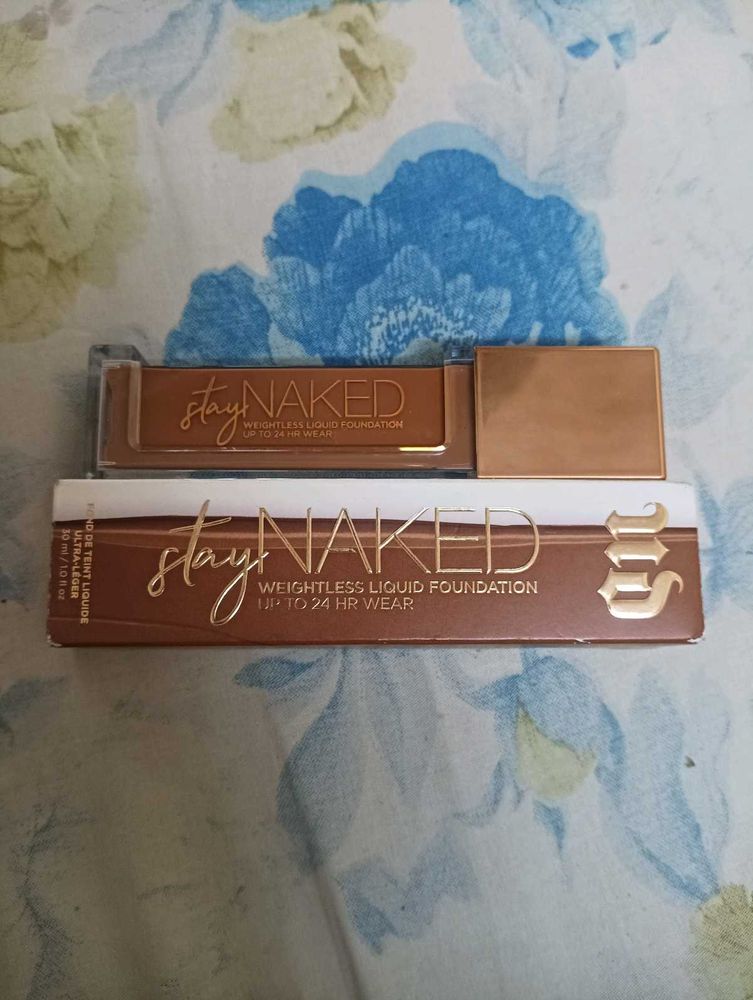 stay NAKED
WEIGHTLESS LIQUID FOUNDATION
UP TO 24 HR WEAR
stay NAKED
WEIGHTLESS LIQUID FOUNDATION
UP TO 24 HR WEAR
UD
FOND DE TEINT LIQUIDE
ULTRA-LÉGER
30 ml / 1.0 fl oz